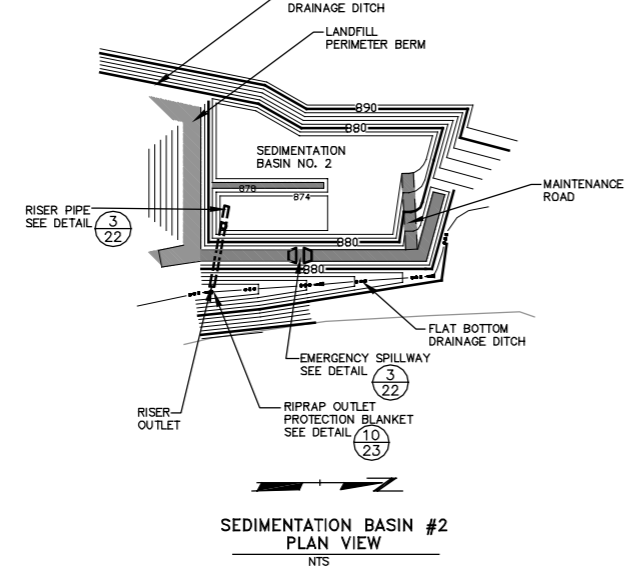 DRAINAGE DITCH
LANDFILL
PERIMETER BERM
890
880
SEDIMENTATION
BASIN NO. 2
878
874
MAINTENANCE
ROAD
RISER PIPE
SEE DETAIL
3
22
880
880
FLAT BOTTOM
DRAINAGE DITCH
EMERGENCY SPILLWAY
SEE DETAIL
3
22
RISER
OUTLET
RIPRAP OUTLET
PROTECTION BLANKET
SEE DETAIL
10
23
SEDIMENTATION BASIN #2
PLAN VIEW
NTS